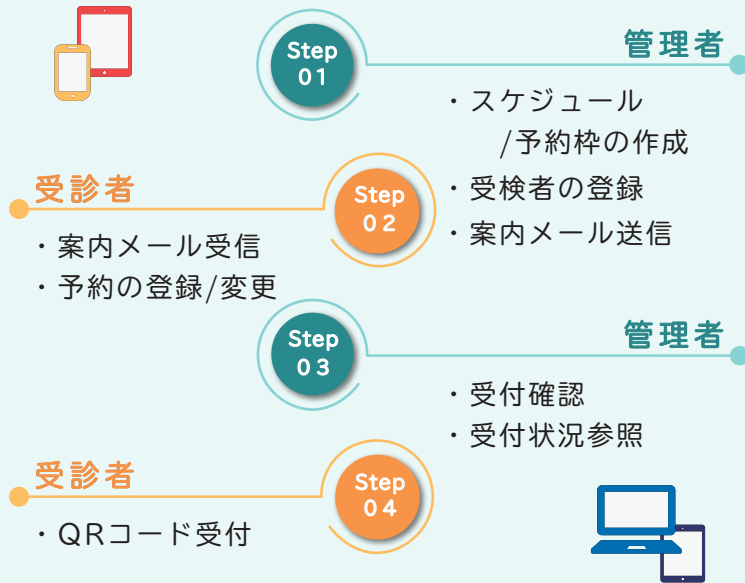 Step
01
管理者
・スケジュール
/予約枠の作成
・受検者の登録
・案内メール送信
Step
02
受診者
・案内メール受信
・予約の登録/変更
Step
03
管理者
・受付確認
・受付状況参照
Step
04
受診者
・QRコード受付